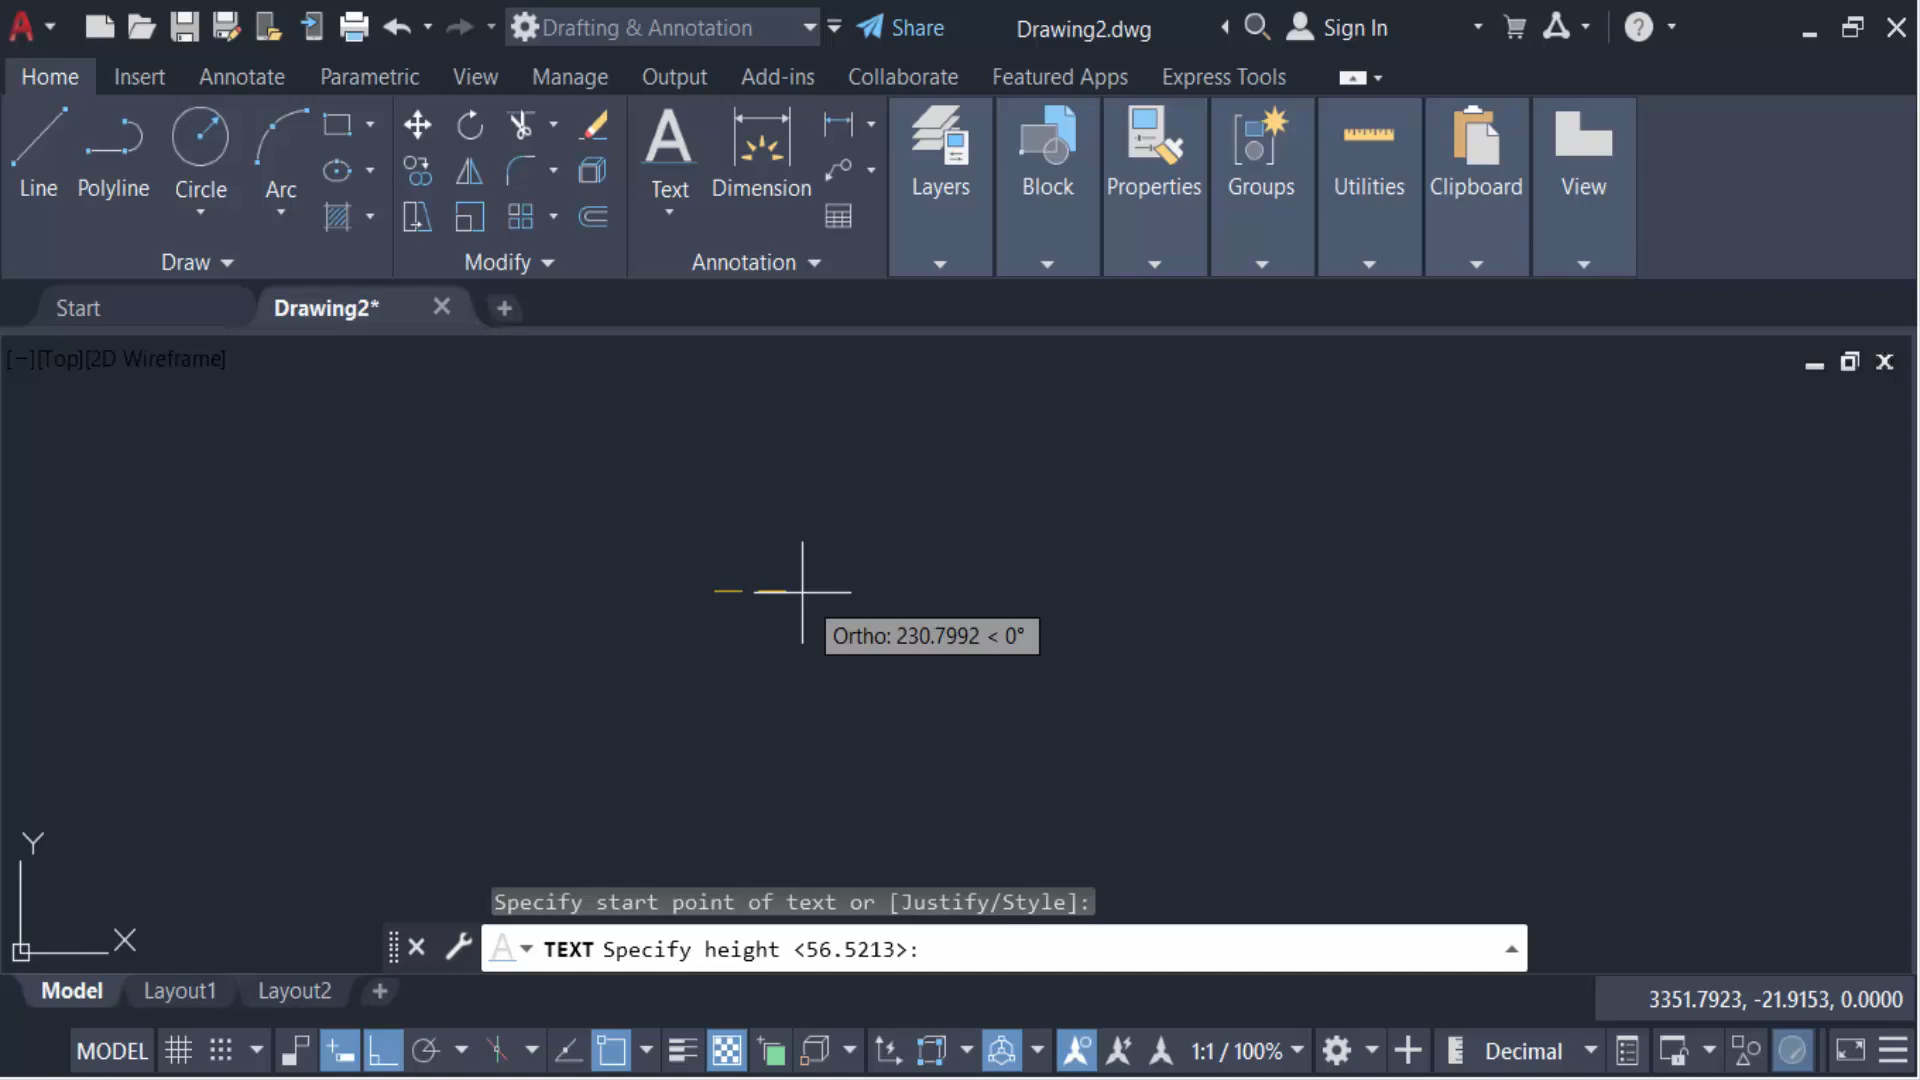 Drafting & Annotation
Share
Drawing2.dwg
Sign In
Home
Insert
Annotate
Parametric
View
Manage
Output
Add-ins
Collaborate
Featured Apps
Express Tools
Line
Polyline
Circle
Arc
Text
Dimension
Layers
Block
Properties
Groups
Utilities
Clipboard
View
Draw
Modify
Annotation
Start
Drawing2*
[−][Top][2D Wireframe]
Ortho: 230.7992 < 0°
Y
X
Specify start point of text or [Justify/Style]:
TEXT Specify height <56.5213>:
Model
Layout1
Layout2
3351.7923, -21.9153, 0.0000
MODEL
1:1 / 100%
Decimal